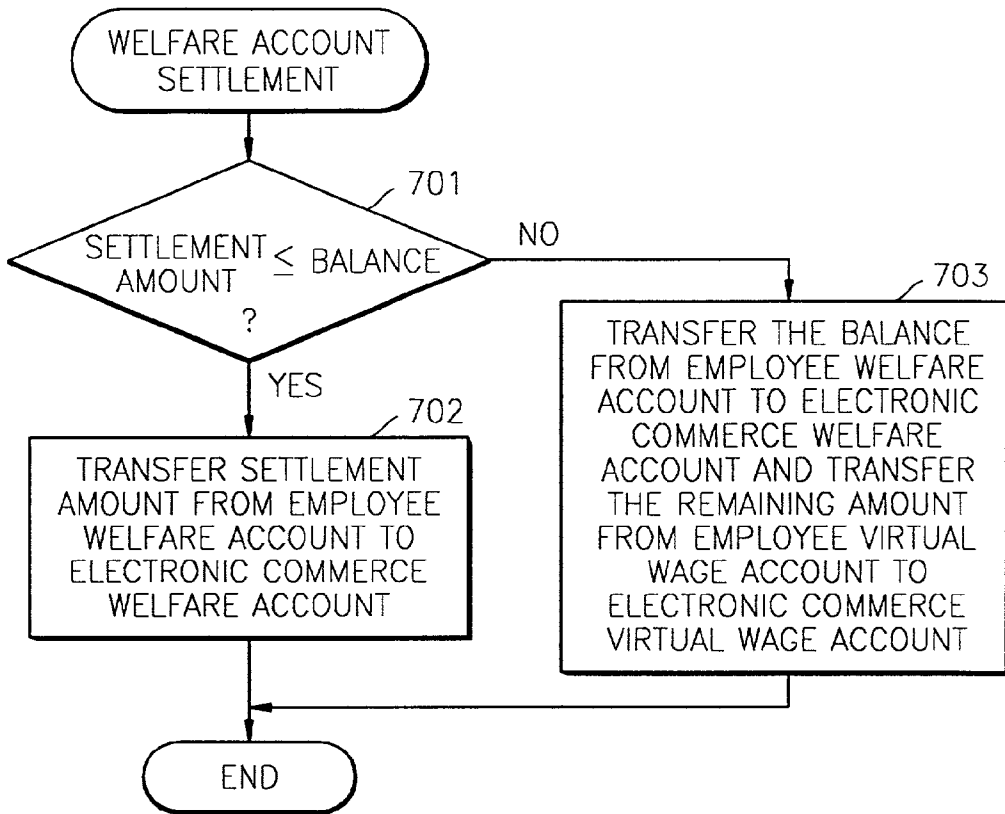 WELFARE ACCOUNT
SETTLEMENT
701
SETTLEMENT
AMOUNT
≤ BALANCE
?
NO
YES
702
TRANSFER SETTLEMENT
AMOUNT FROM EMPLOYEE
WELFARE ACCOUNT TO
ELECTRONIC COMMERCE
WELFARE ACCOUNT
703
TRANSFER THE BALANCE
FROM EMPLOYEE WELFARE
ACCOUNT TO ELECTRONIC
COMMERCE WELFARE
ACCOUNT AND TRANSFER
THE REMAINING AMOUNT
FROM EMPLOYEE VIRTUAL
WAGE ACCOUNT TO
ELECTRONIC COMMERCE
VIRTUAL WAGE ACCOUNT
END